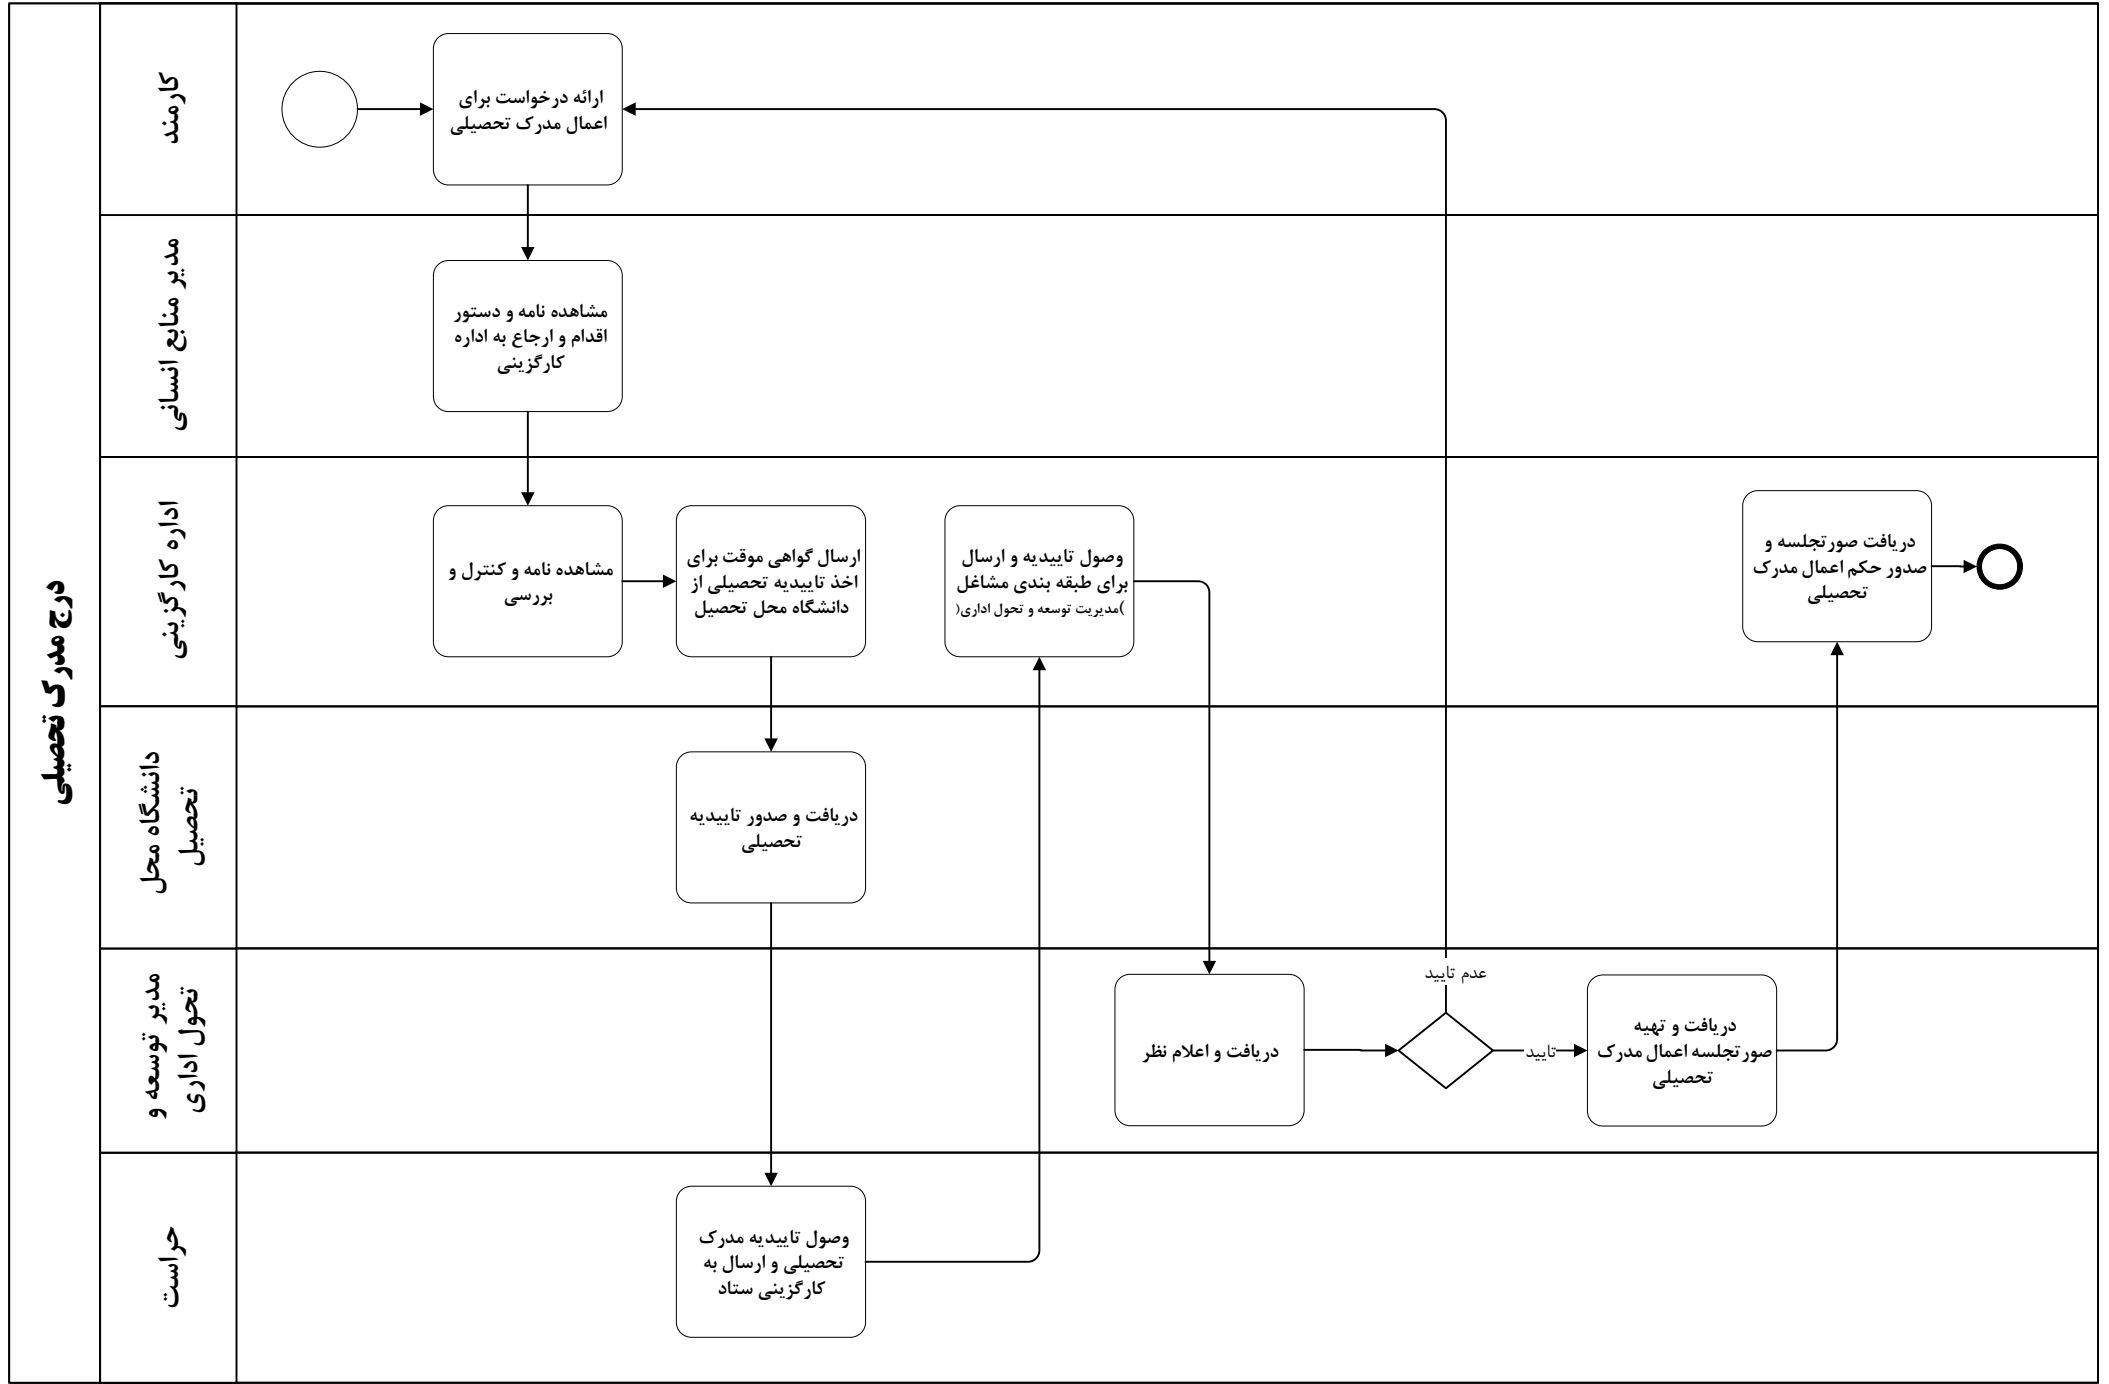 درج مدرک تحصیلی
کارمند
ارائه درخواست برای
اعمال مدرک تحصیلی
مدیر منابع انسانی
مشاهده نامه و دستور
اقدام و ارجاع به اداره
کارگزینی
اداره کارگزینی
مشاهده نامه و کنترل و
بررسی
ارسال گواهی موقت برای
اخذ تاییدیه تحصیلی از
دانشگاه محل تحصیل
وصول تاییدیه و ارسال
برای طبقه بندی مشاغل
)مدیریت توسعه و تحول اداری(
دریافت صورتجلسه و
صدور حکم اعمال مدرک
تحصیلی
دانشگاه محل
تحصیل
دریافت و صدور تاییدیه
تحصیلی
مدیر توسعه و
تحول اداری
دریافت و اعلام نظر
عدم تایید
تایید
دریافت و تهیه
صورتجلسه اعمال مدرک
تحصیلی
حراست
وصول تاییدیه مدرک
تحصیلی و ارسال به
کارگزینی ستاد